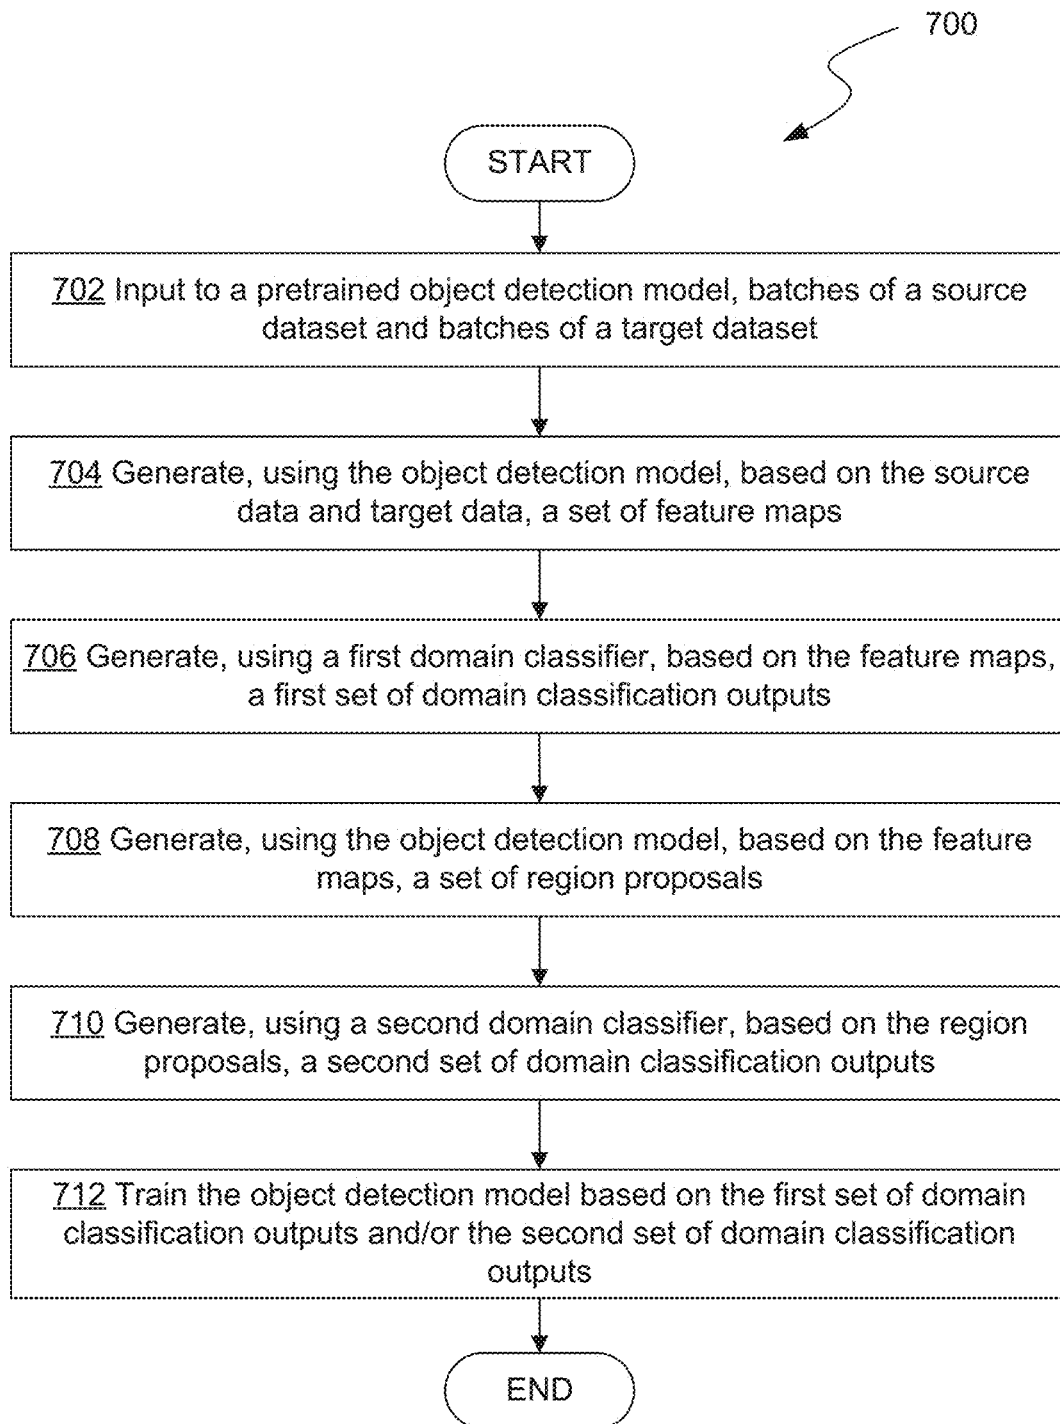 700
START
702 Input to a pretrained object detection model, batches of a source
dataset and batches of a target dataset
704 Generate, using the object detection model, based on the source
data and target data, a set of feature maps
706 Generate, using a first domain classifier, based on the feature maps,
a first set of domain classification outputs
708 Generate, using the object detection model, based on the feature
maps, a set of region proposals
710 Generate, using a second domain classifier, based on the region
proposals, a second set of domain classification outputs
712 Train the object detection model based on the first set of domain
classification outputs and/or the second set of domain classification
outputs
END